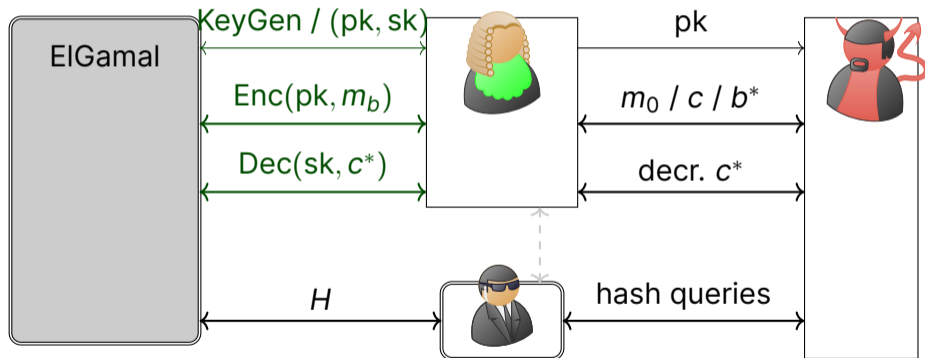 KeyGen / (pk, sk)
pk
ElGamal
Enc(pk, m_b)
m_0 / c / b*
Dec(sk, c*)
decr. c*
H
hash queries